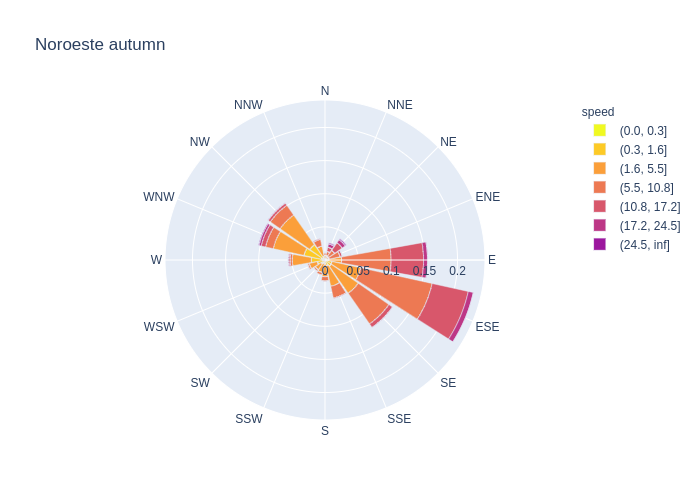 Noroeste autumn
N
NNE
NE
ENE
E
ESE
SE
SSE
S
SSW
SW
WSW
W
WNW
NW
NNW
0
0.05
0.1
0.15
0.2
speed
(0.0, 0.3]
(0.3, 1.6]
(1.6, 5.5]
(5.5, 10.8]
(10.8, 17.2]
(17.2, 24.5]
(24.5, inf]